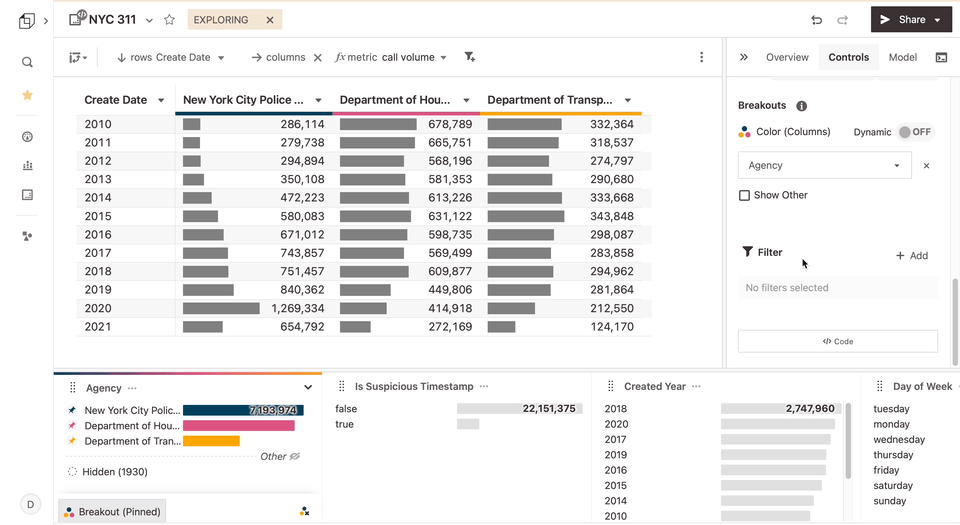 NYC 311 EXPLORING × Share
rows Create Date columns fx metric call volume Overview Controls Model
Create Date New York City Police ... Department of Hou... Department of Transp...
2010 286,114 678,789 332,364
2011 279,738 665,751 318,537
2012 294,894 568,196 274,797
2013 350,108 581,353 290,680
2014 472,223 613,226 333,668
2015 580,083 631,122 343,848
2016 671,012 598,735 298,087
2017 743,857 569,499 283,858
2018 751,457 609,877 294,962
2019 840,362 449,806 281,864
2020 1,269,334 414,918 212,550
2021 654,792 272,169 124,170
Breakouts
Color (Columns) Dynamic OFF
Agency
Show Other
Filter + Add
No filters selected
</> Code
Agency ...
New York City Polic... 7,193,974
Department of Hou...
Department of Tran...
Other
Hidden (1930)
Breakout (Pinned)
Is Suspicious Timestamp ...
false 22,151,375
true
Created Year ...
2018 2,747,960
2020
2017
2019
2016
2015
2014
2010
Day of Week
tuesday
monday
wednesday
thursday
friday
saturday
sunday
D